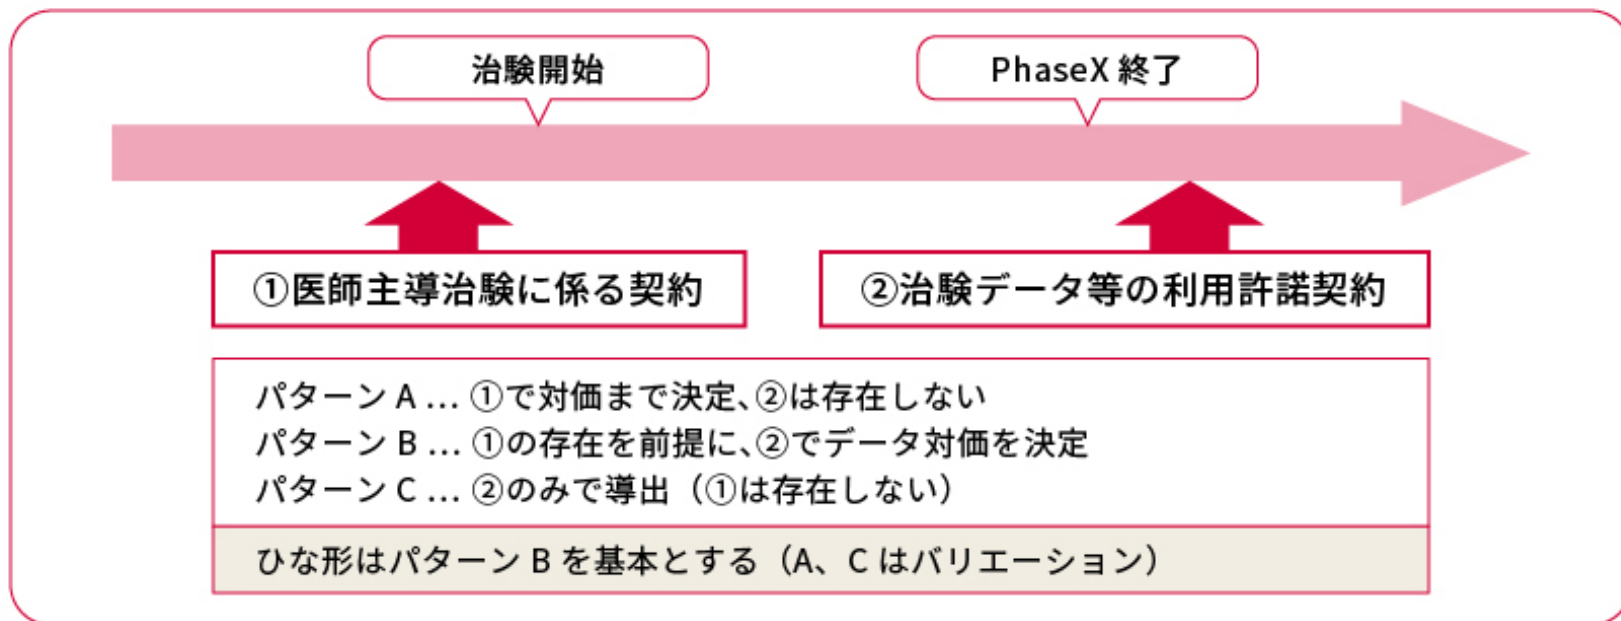 治験開始
PhaseX 終了
①医師主導治験に係る契約
②治験データ等の利用許諾契約
パターン A … ①で対価まで決定、②は存在しない
パターン B … ①の存在を前提に、②でデータ対価を決定
パターン C … ②のみで導出（①は存在しない）
ひな形はパターン B を基本とする（A、C はバリエーション）